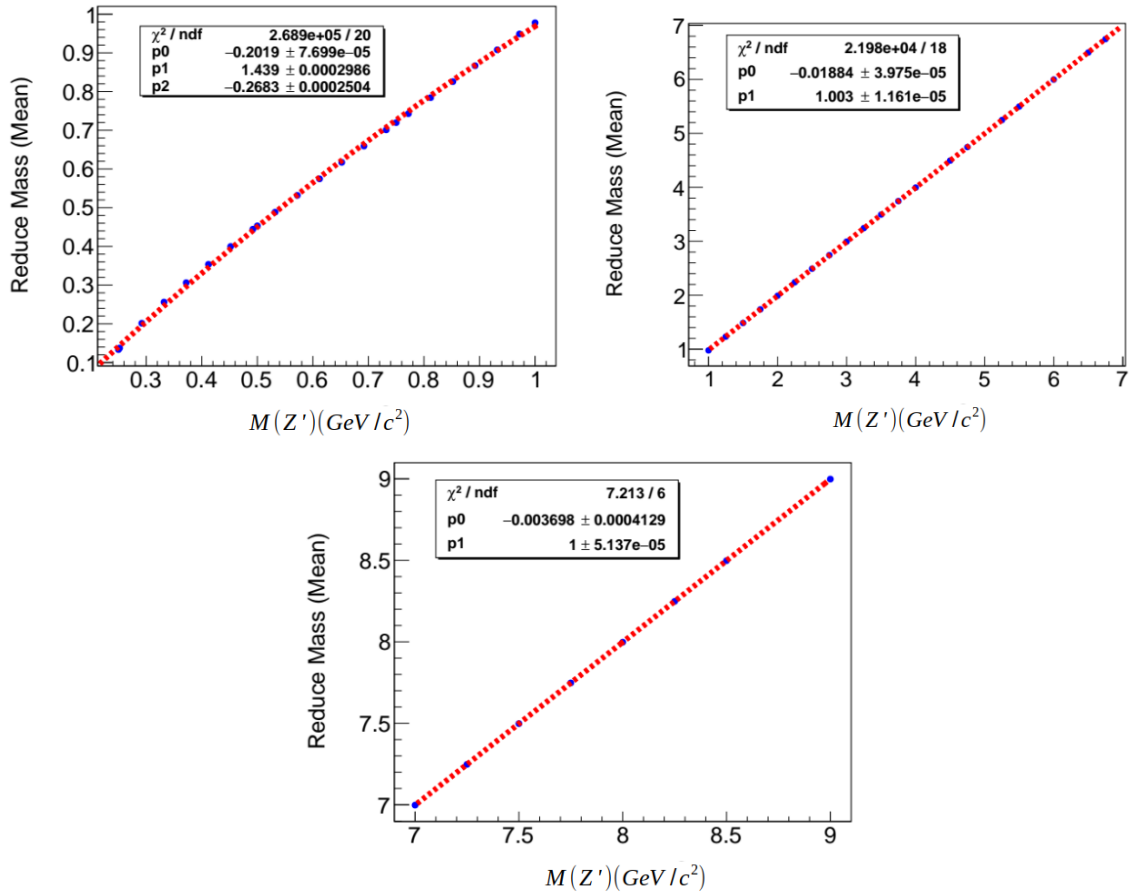 χ² / ndf 2.689e+05 / 20
p0 −0.2019 ± 7.699e−05
p1 1.439 ± 0.0002986
p2 −0.2683 ± 0.0002504
1
0.9
0.8
0.7
0.6
0.5
0.4
0.3
0.2
0.1
Reduce Mass (Mean)
0.3 0.4 0.5 0.6 0.7 0.8 0.9 1
M(Z')(GeV/c²)
χ² / ndf 2.198e+04 / 18
p0 −0.01884 ± 3.975e−05
p1 1.003 ± 1.161e−05
7
6
5
4
3
2
1
Reduce Mass (Mean)
1 2 3 4 5 6 7
M(Z')(GeV/c²)
χ² / ndf 7.213 / 6
p0 −0.003698 ± 0.0004129
p1 1 ± 5.137e−05
9
8.5
8
7.5
7
Reduce Mass (Mean)
7 7.5 8 8.5 9
M(Z')(GeV/c²)